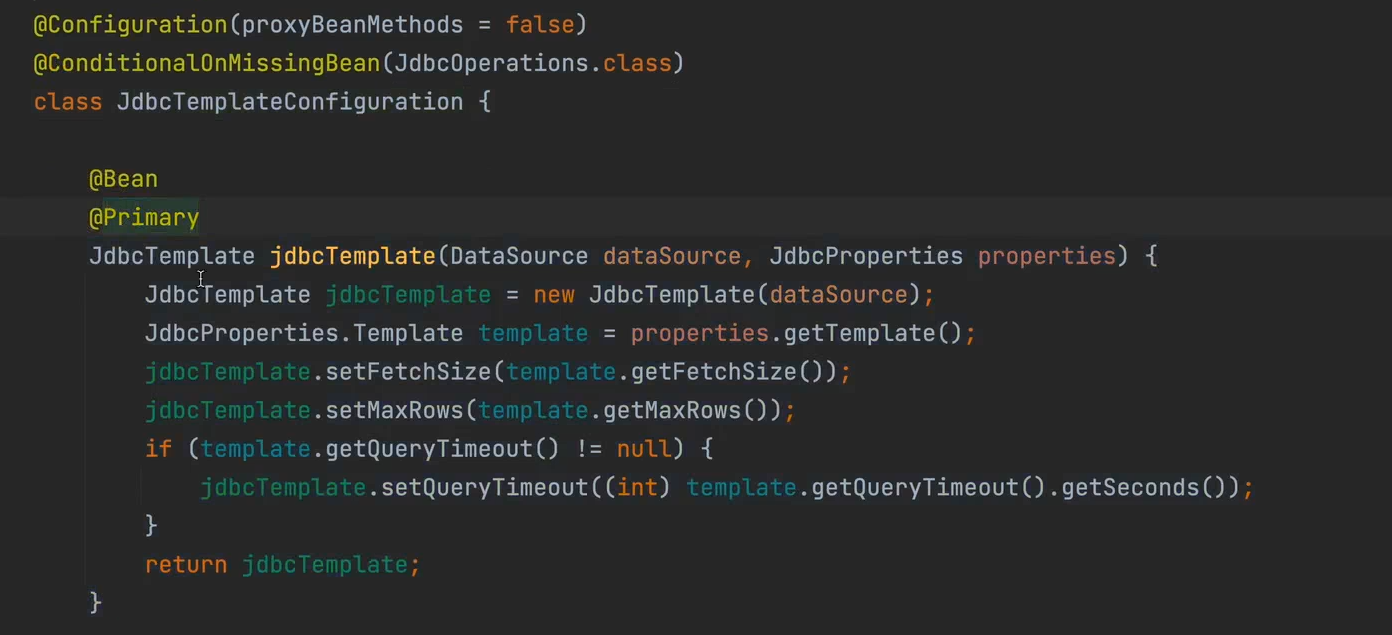 @Configuration(proxyBeanMethods = false)
@ConditionalOnMissingBean(JdbcOperations.class)
class JdbcTemplateConfiguration {
@Bean
@Primary
JdbcTemplate jdbcTemplate(DataSource dataSource, JdbcProperties properties) {
JdbcTemplate jdbcTemplate = new JdbcTemplate(dataSource);
JdbcProperties.Template template = properties.getTemplate();
jdbcTemplate.setFetchSize(template.getFetchSize());
jdbcTemplate.setMaxRows(template.getMaxRows());
if (template.getQueryTimeout() != null) {
jdbcTemplate.setQueryTimeout((int) template.getQueryTimeout().getSeconds());
}
return jdbcTemplate;
}